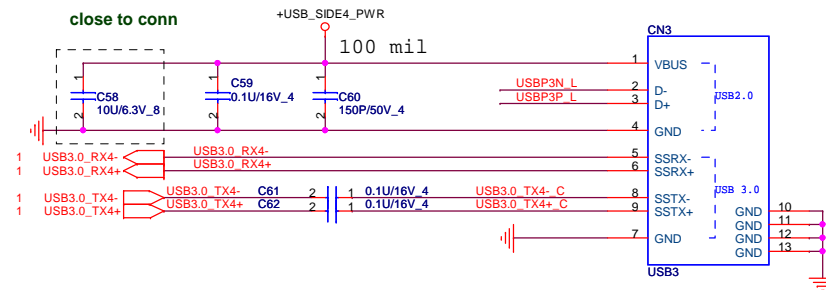 close to conn
+USB_SIDE4_PWR
100 mil
CN3
1
VBUS
1
C58
10U/6.3V_8
2
1
C59
0.1U/16V_4
2
1
C60
150P/50V_4
2
USBP3N_L
2
D-
USBP3P_L
3
D+
USB2.0
4
GND
1
USB3.0_RX4-
USB3.0_RX4-
5
SSRX-
1
USB3.0_RX4+
USB3.0_RX4+
6
SSRX+
USB 3.0
1
USB3.0_TX4-
USB3.0_TX4-
C61
2
1
0.1U/16V_4
USB3.0_TX4-_C
8
SSTX-
1
USB3.0_TX4+
USB3.0_TX4+
C62
2
1
0.1U/16V_4
USB3.0_TX4+_C
9
SSTX+
7
GND
GND
10
GND
11
GND
12
GND
13
USB3